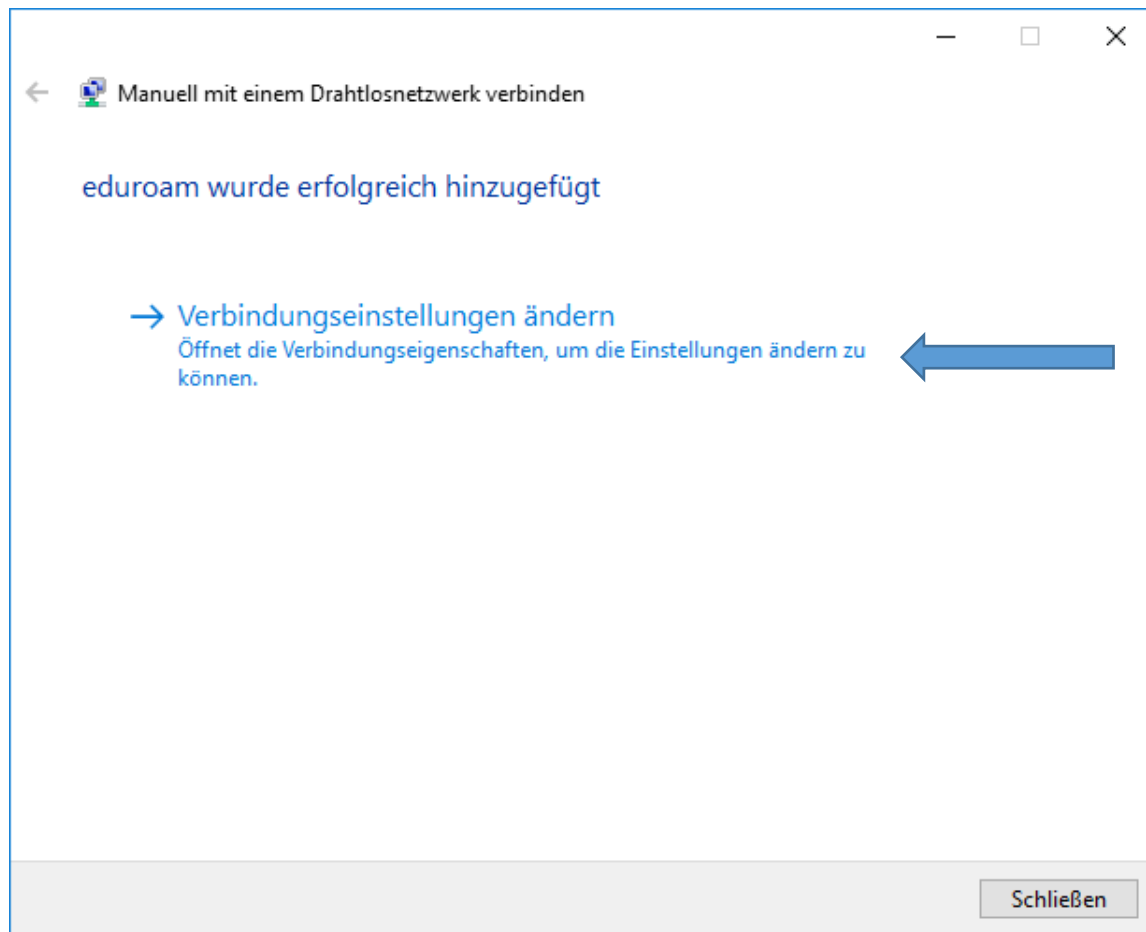 Manuell mit einem Drahtlosnetzwerk verbinden
eduroam wurde erfolgreich hinzugefügt
Verbindungseinstellungen ändern
Öffnet die Verbindungseigenschaften, um die Einstellungen ändern zu
können.
Schließen